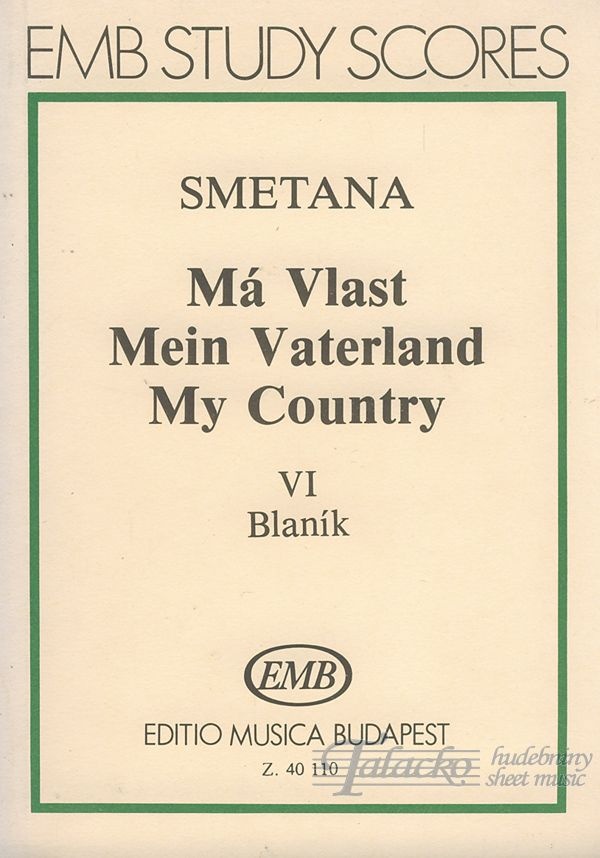 EMB STUDY SCORES
SMETANA
Má Vlast
Mein Vaterland
My Country
VI
Blaník
EMB
EDITIO MUSICA BUDAPEST
Z. 40 110
Talacko
hudebniny
sheet music